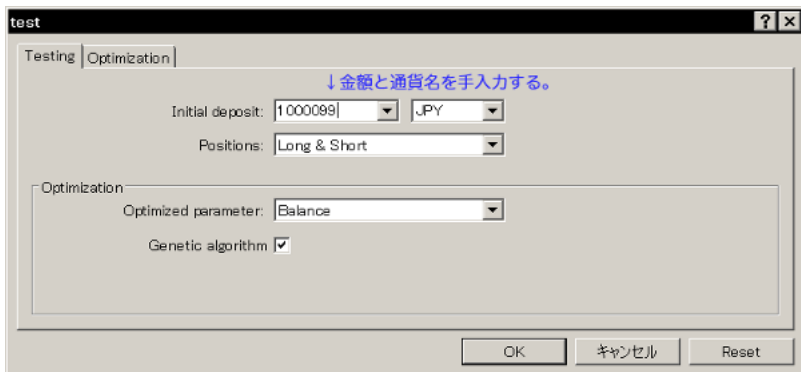 test
Testing Optimization
↓金額と通貨名を手入力する。
Initial deposit: 1000099 JPY
Positions: Long & Short
Optimization
Optimized parameter: Balance
Genetic algorithm
OK キャンセル Reset